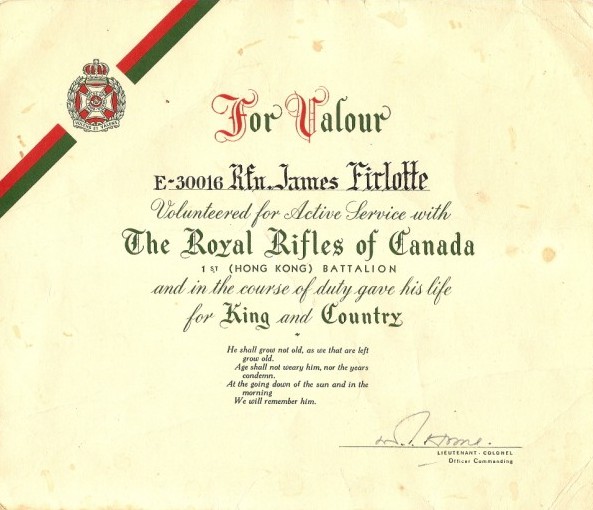 For Valour
E-30016 Rfn. James Firlotte
Volunteered for Active Service with
The Royal Rifles of Canada
1ST (HONG KONG) BATTALION
and in the course of duty gave his life
for King and Country
He shall grow not old, as we that are left
grow old.
Age shall not weary him, nor the years
condemn.
At the going down of the sun and in the
morning
We will remember him.
LIEUTENANT-COLONEL
Officer Commanding